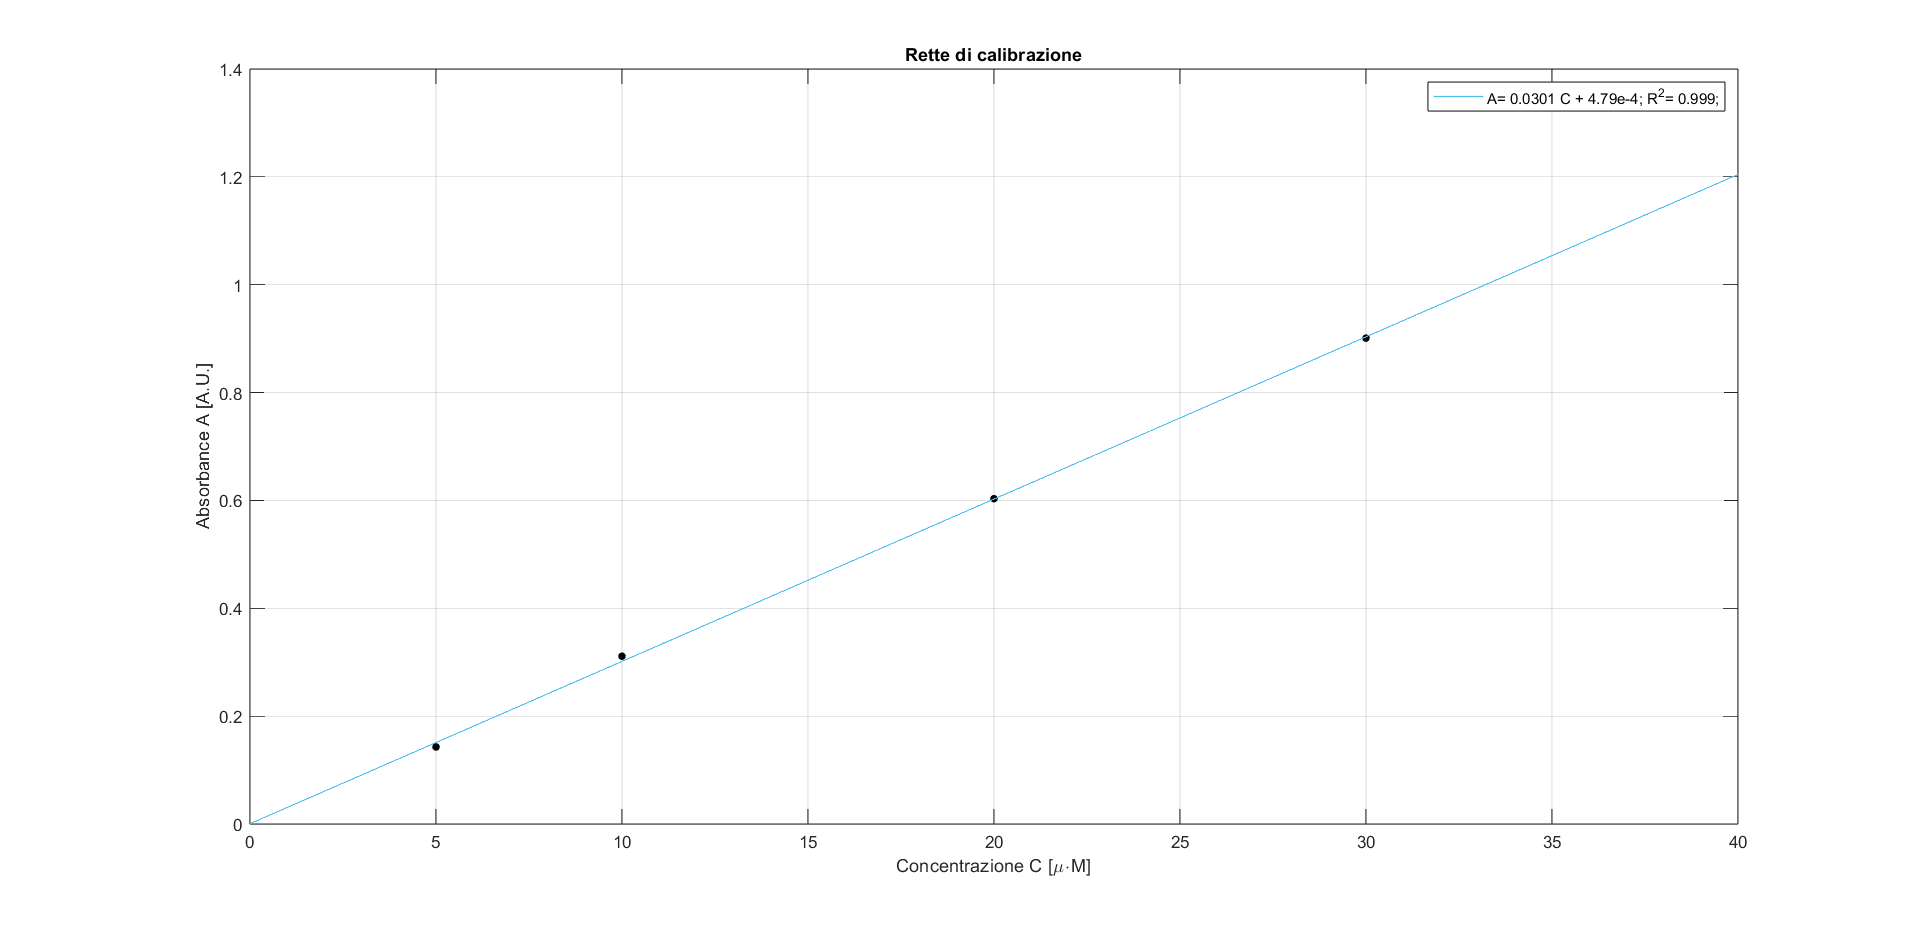 Rette di calibrazione
A= 0.0301 C + 4.79e-4; R²= 0.999;
1.4
1.2
1
0.8
0.6
0.4
0.2
0
Absorbance A [A.U.]
0 5 10 15 20 25 30 35 40
Concentrazione C [μ·M]